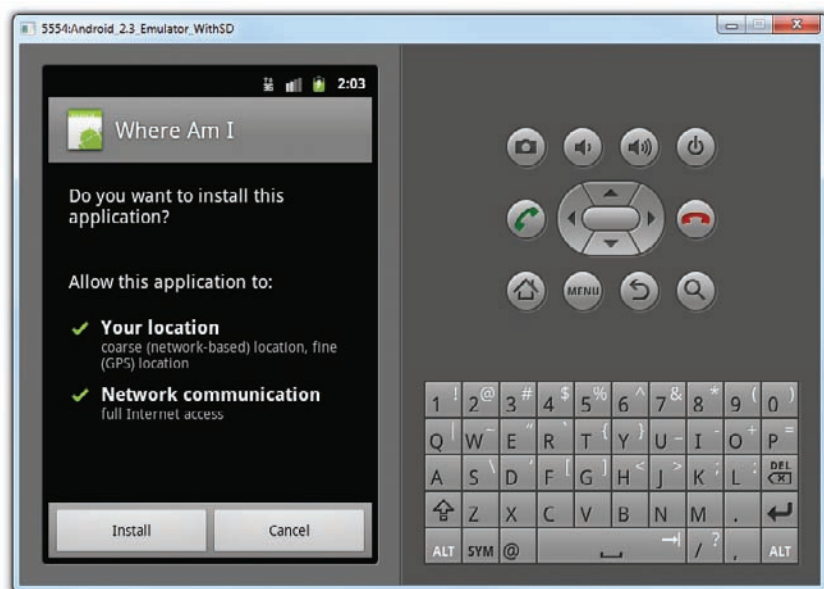 5554:Android_2.3_Emulator_WithSD
3G 2:03
Where Am I
Do you want to install this
application?
Allow this application to:
Your location
coarse (network-based) location, fine
(GPS) location
Network communication
full Internet access
Install Cancel
MENU
1 ! 2 @ 3 # 4 $ 5 % 6 ^ 7 & 8 * 9 ( 0 )
Q | W ~ E " R ` T { Y } U _ I - O + P =
A S \ D ' F [ G ] H < J > K ; L : DEL
Z X C V B N M .
ALT SYM @ / ? , ALT